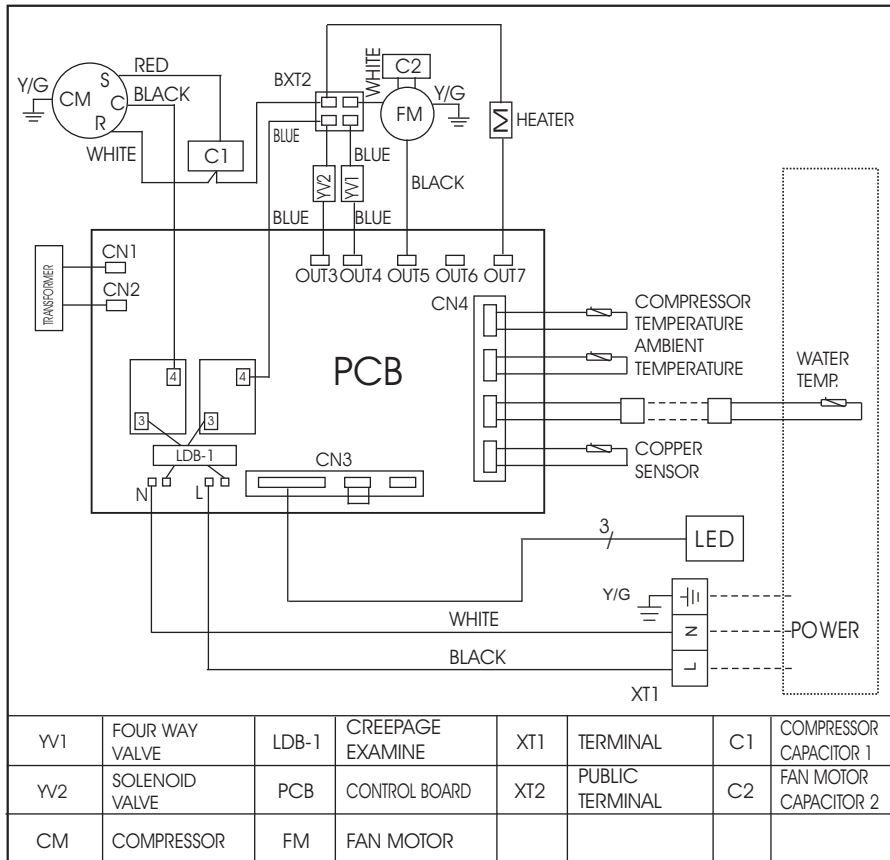 RED
BXT2
WHITE
C2
Y/G
S
CM
C
BLACK
R
FM
Y/G
HEATER
WHITE
C1
BLUE
BLUE
YV2
YV1
BLACK
BLUE
BLUE
CN1
CN2
TRANSFORMER
OUT3
OUT4
OUT5
OUT6
OUT7
CN4
COMPRESSOR
TEMPERATURE
AMBIENT
TEMPERATURE
WATER
TEMP.
COPPER
SENSOR
PCB
4
4
3
3
LDB-1
CN3
N
L
3
LED
Y/G
WHITE
N
POWER
BLACK
L
XT1
YV1
FOUR WAY
VALVE
LDB-1
CREEPAGE
EXAMINE
XT1
TERMINAL
C1
COMPRESSOR
CAPACITOR 1
YV2
SOLENOID
VALVE
PCB
CONTROL BOARD
XT2
PUBLIC
TERMINAL
C2
FAN MOTOR
CAPACITOR 2
CM
COMPRESSOR
FM
FAN MOTOR